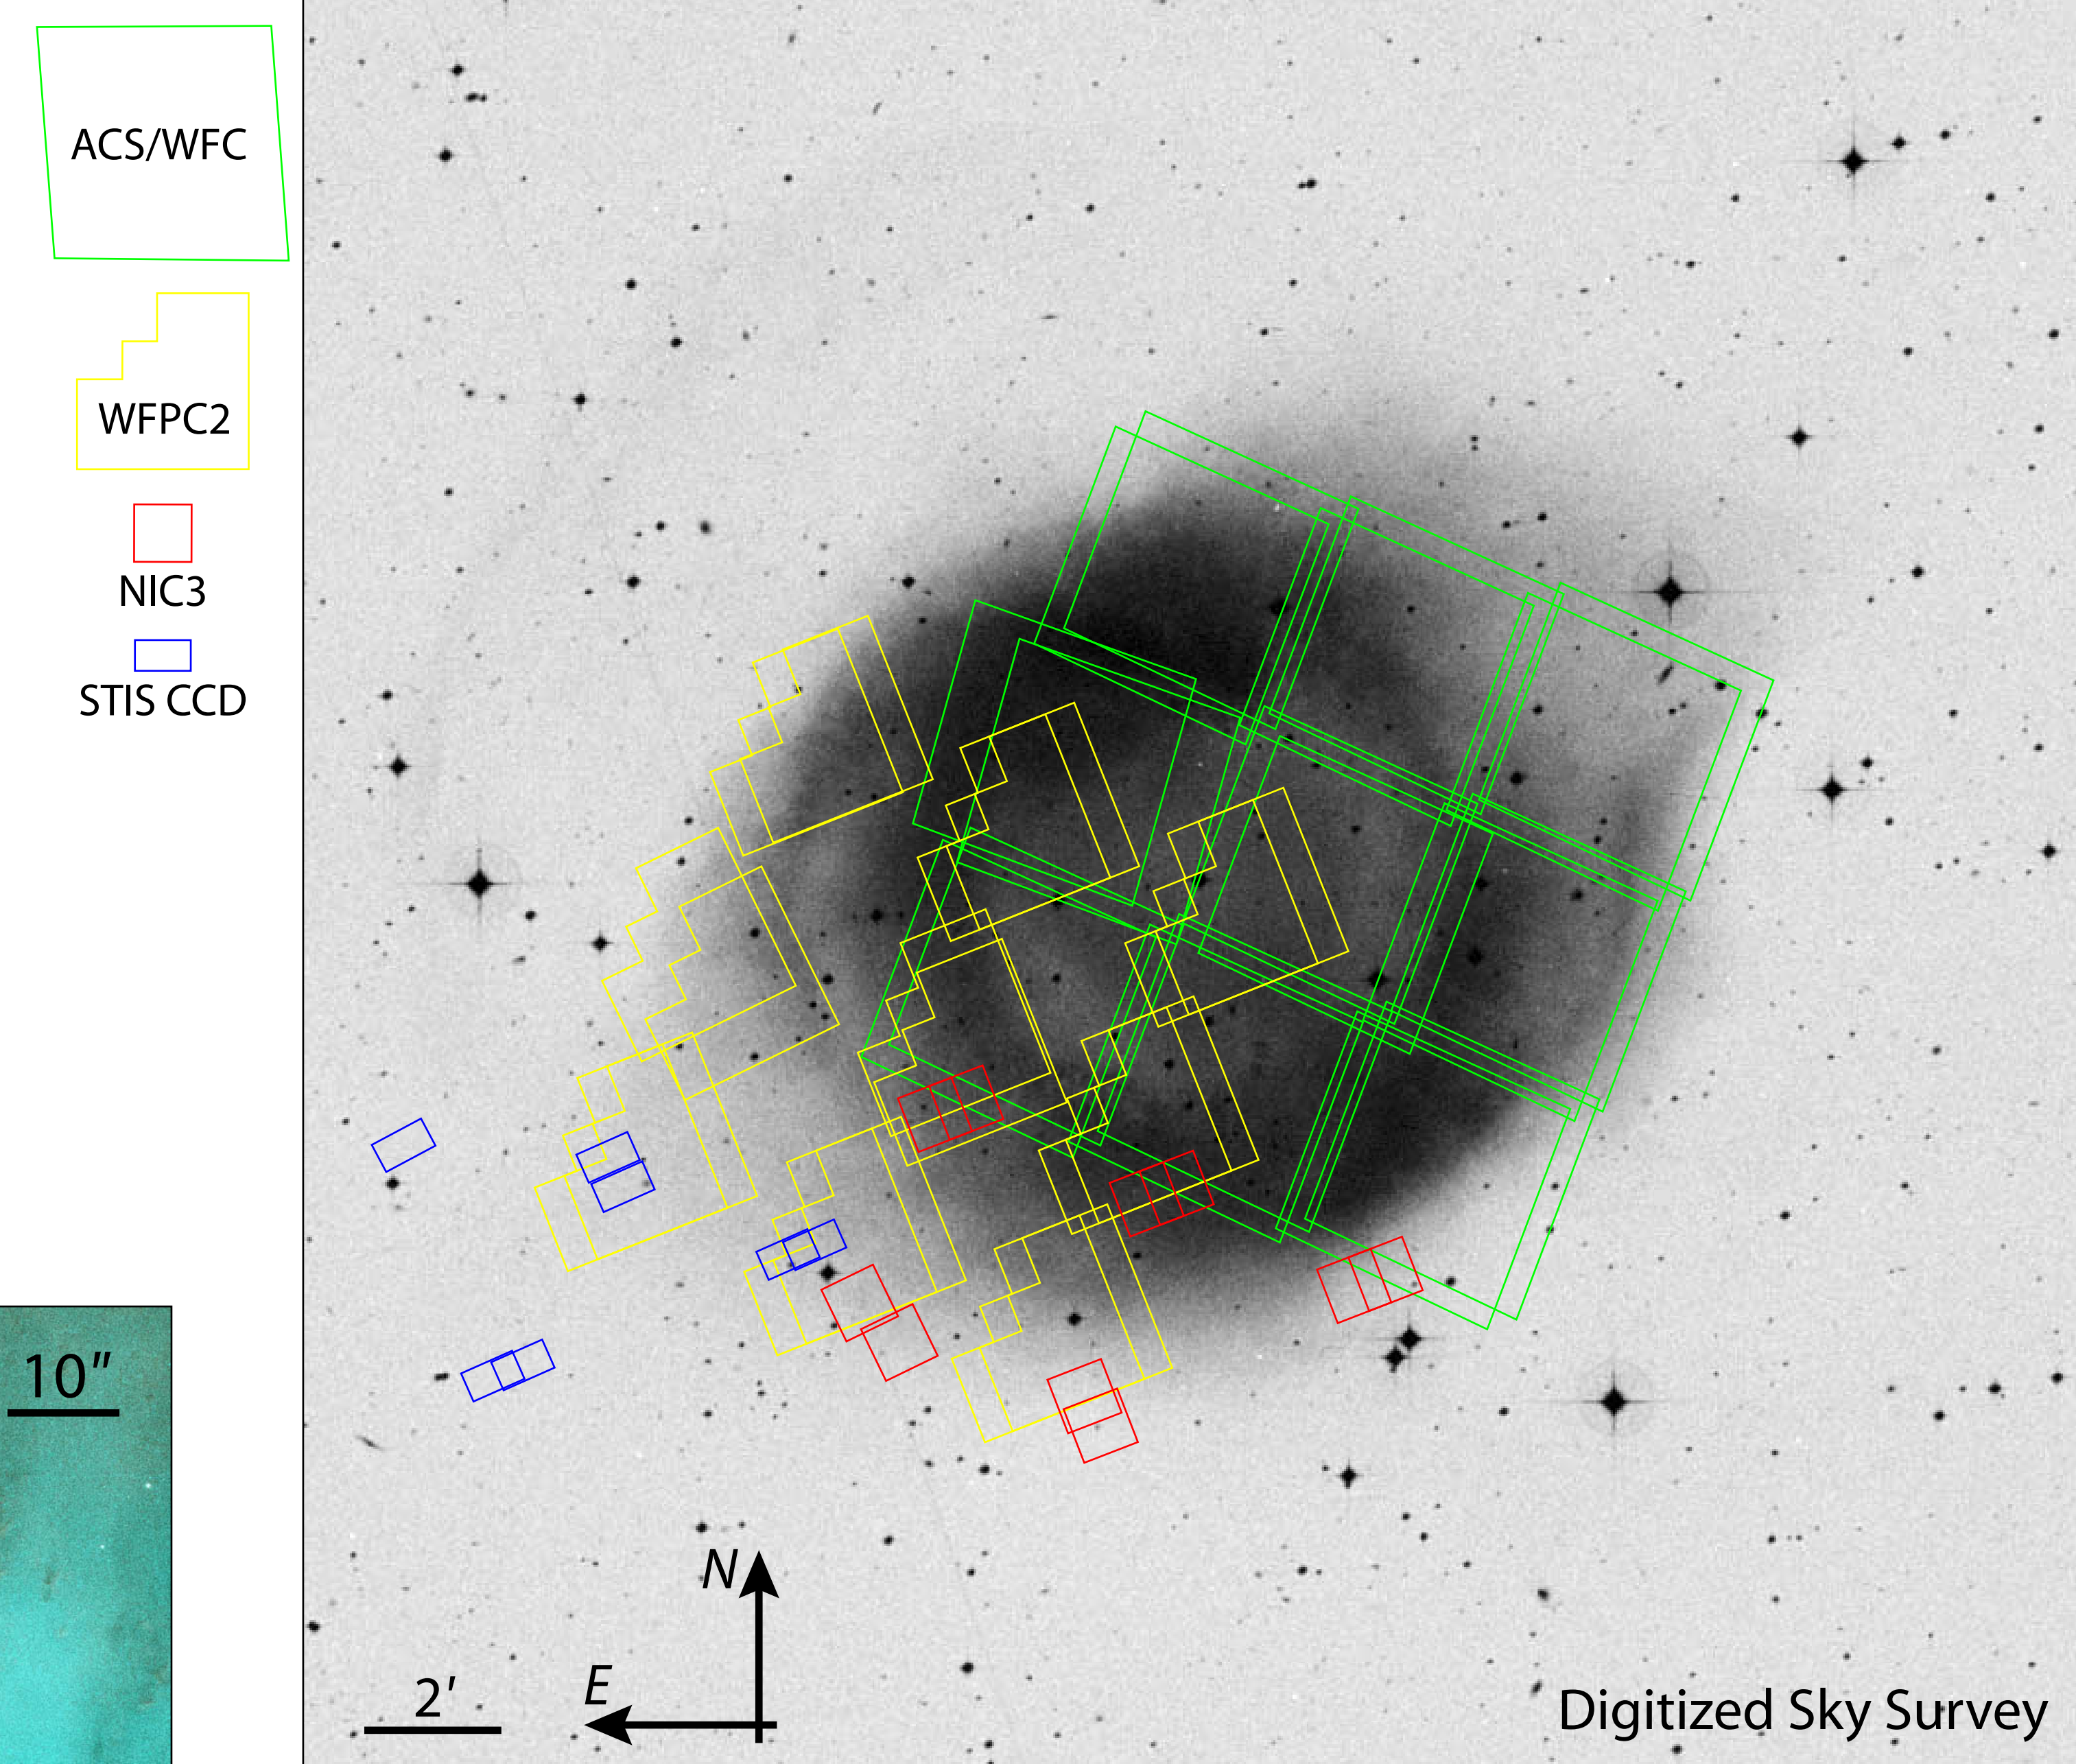 ACS/WFC
WFPC2
NIC3
STIS CCD
10″
N
E
2′
Digitized Sky Survey